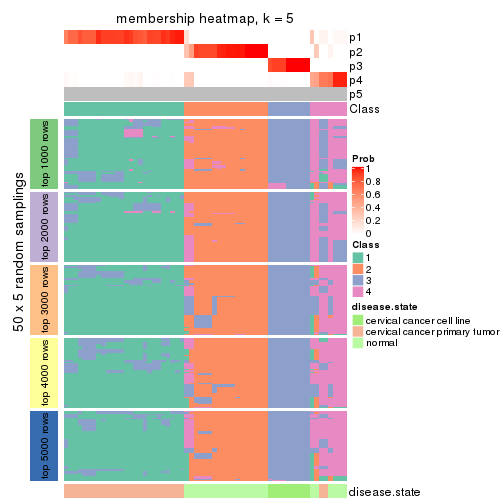 membership heatmap, k = 5
p1
p2
p3
p4
p5
Class
50 x 5 random samplings
top 1000 rows
top 2000 rows
top 3000 rows
top 4000 rows
top 5000 rows
Prob
1
0.8
0.6
0.4
0.2
0
Class
1
2
3
4
disease.state
cervical cancer cell line
cervical cancer primary tumor
normal
disease.state